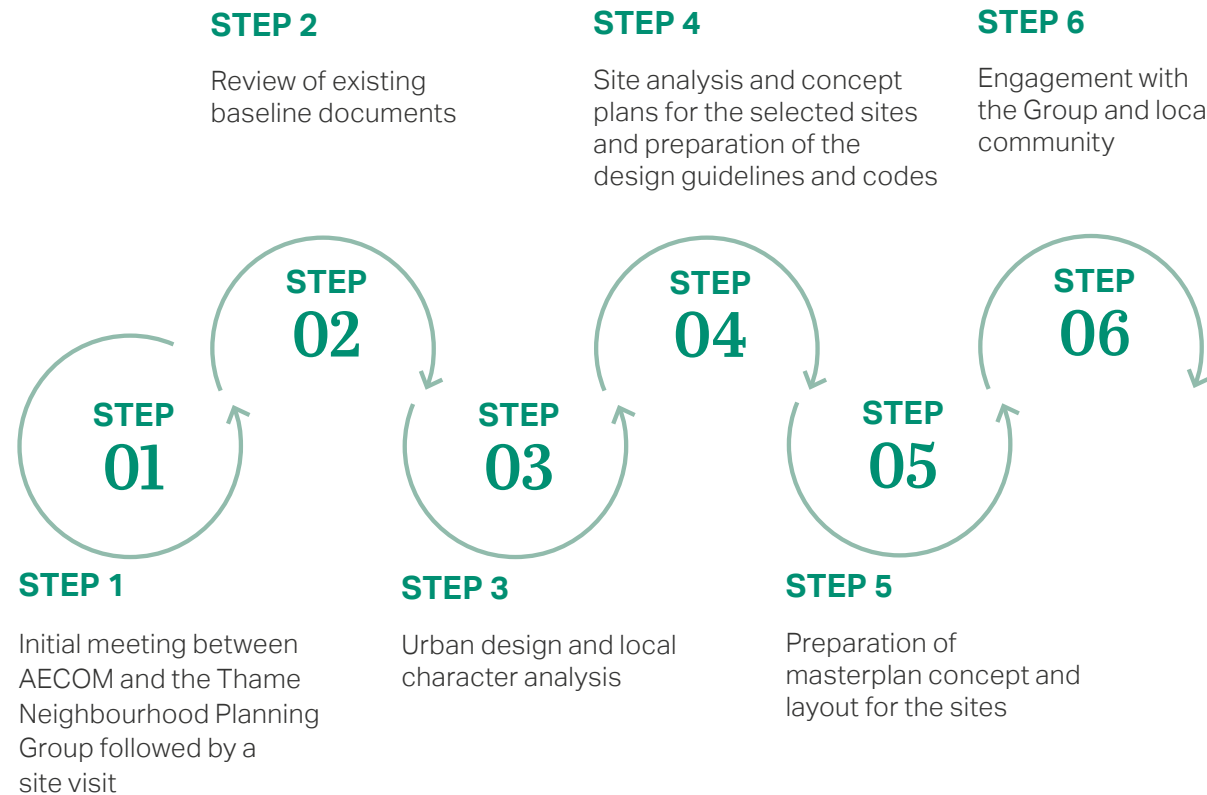 STEP 2
Review of existing
baseline documents
STEP 4
Site analysis and concept
plans for the selected sites
and preparation of the
design guidelines and codes
STEP 6
Engagement with
the Group and loca
community
STEP
01
STEP
02
STEP
03
STEP
04
STEP
05
STEP
06
STEP 1
Initial meeting between
AECOM and the Thame
Neighbourhood Planning
Group followed by a
site visit
STEP 3
Urban design and local
character analysis
STEP 5
Preparation of
masterplan concept and
layout for the sites